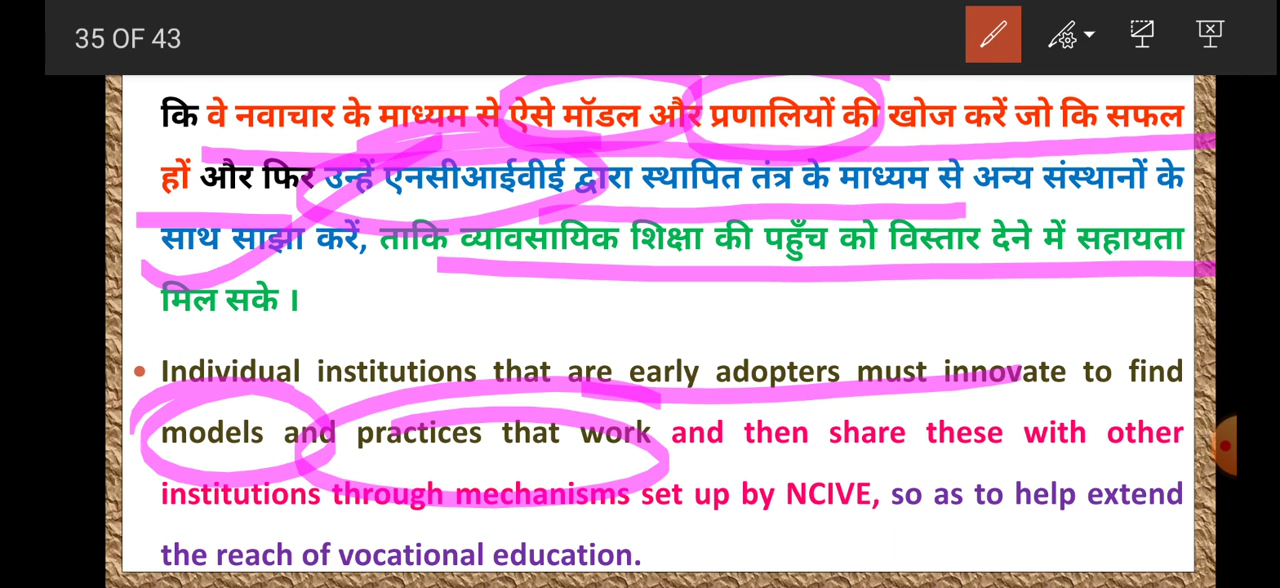 35 OF 43
कि वे नवाचार के माध्यम से ऐसे मॉडल और प्रणालियों की खोज करें जो कि सफल
हों और फिर उन्हें एनसीआईवीई द्वारा स्थापित तंत्र के माध्यम से अन्य संस्थानों के
साथ साझा करें, ताकि व्यावसायिक शिक्षा की पहुँच को विस्तार देने में सहायता
मिल सके ।
• Individual institutions that are early adopters must innovate to find
models and practices that work and then share these with other
institutions through mechanisms set up by NCIVE, so as to help extend
the reach of vocational education.